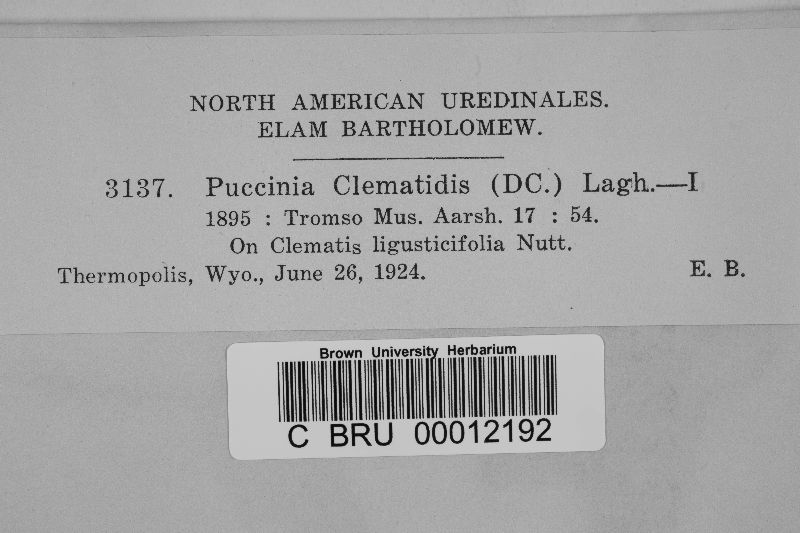 NORTH AMERICAN UREDINALES.
ELAM BARTHOLOMEW.
3137. Puccinia Clematidis (DC.) Lagh.—I
1895 : Tromso Mus. Aarsh. 17 : 54.
On Clematis ligusticifolia Nutt.
Thermopolis, Wyo., June 26, 1924. E. B.
Brown University Herbarium
C BRU 00012192